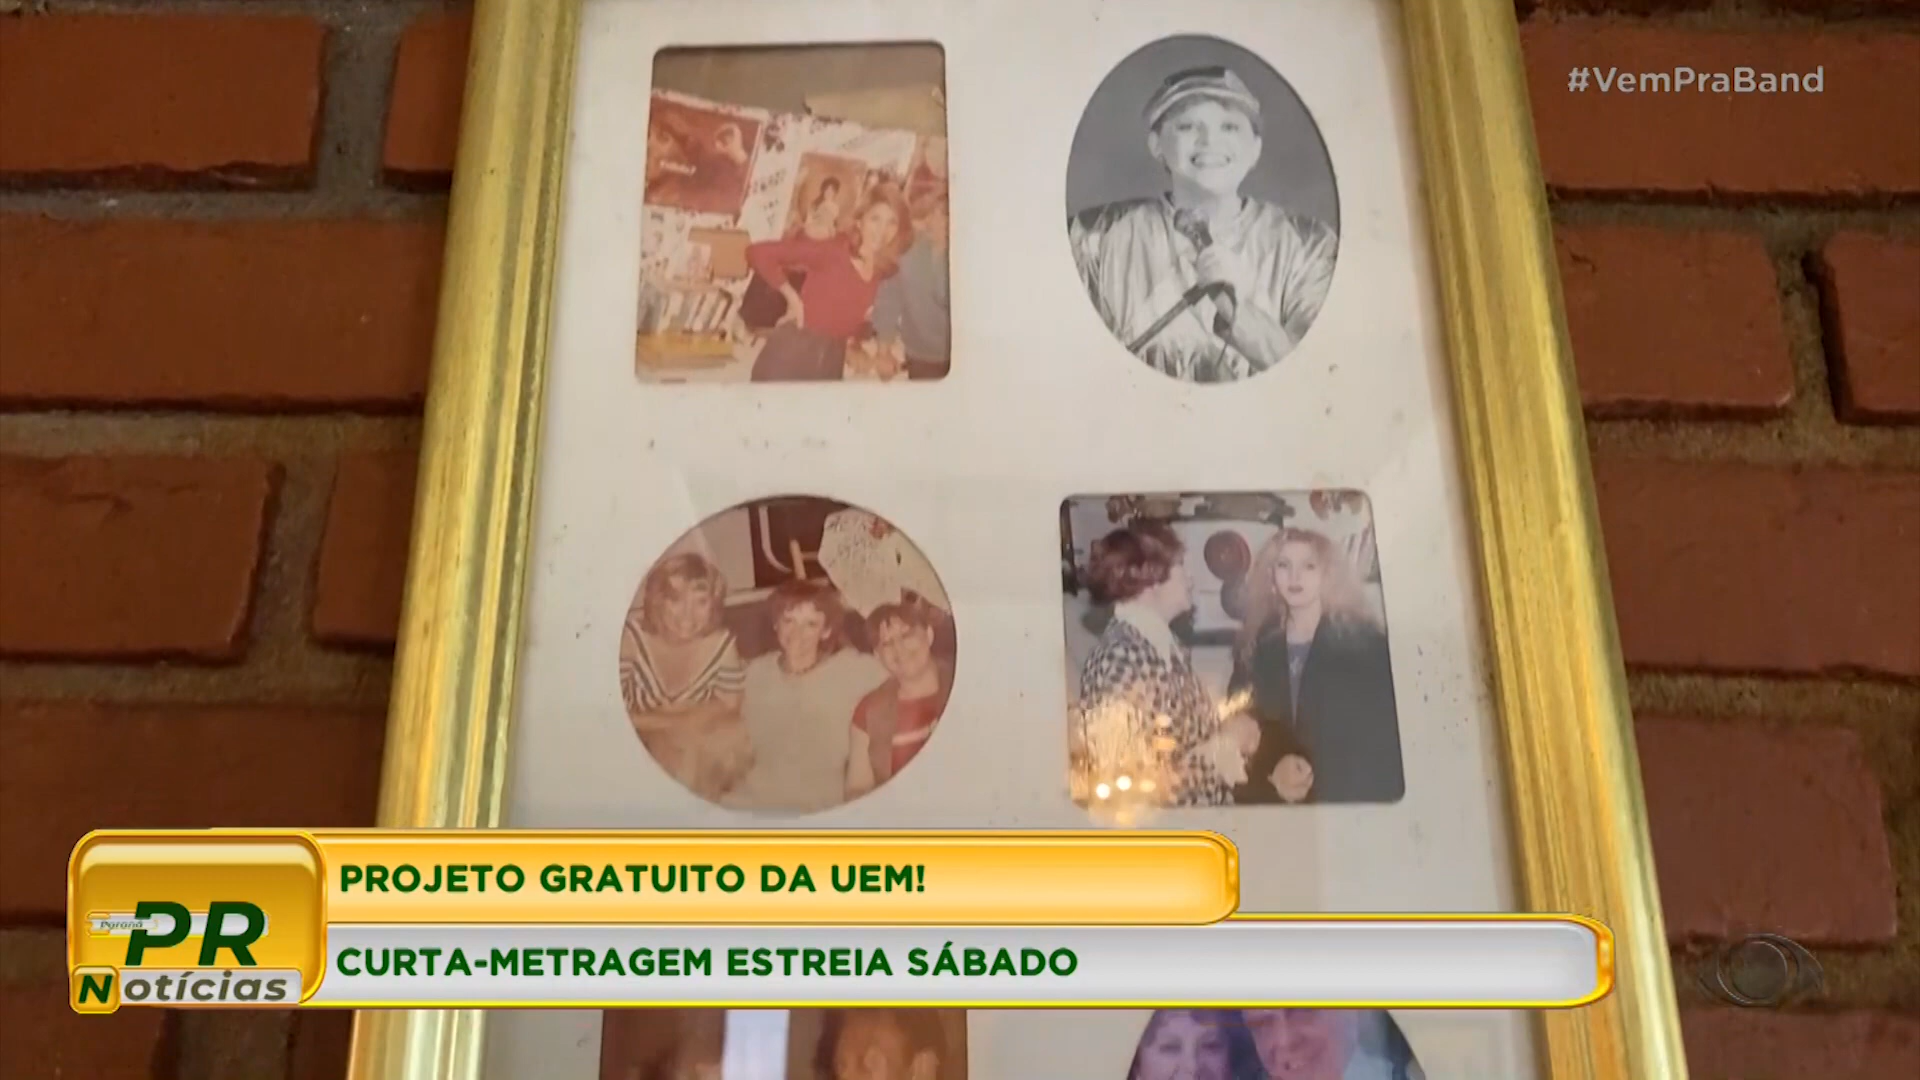 #VemPraBand
PROJETO GRATUITO DA UEM!
Paraná
PR
Notícias
CURTA-METRAGEM ESTREIA SÁBADO